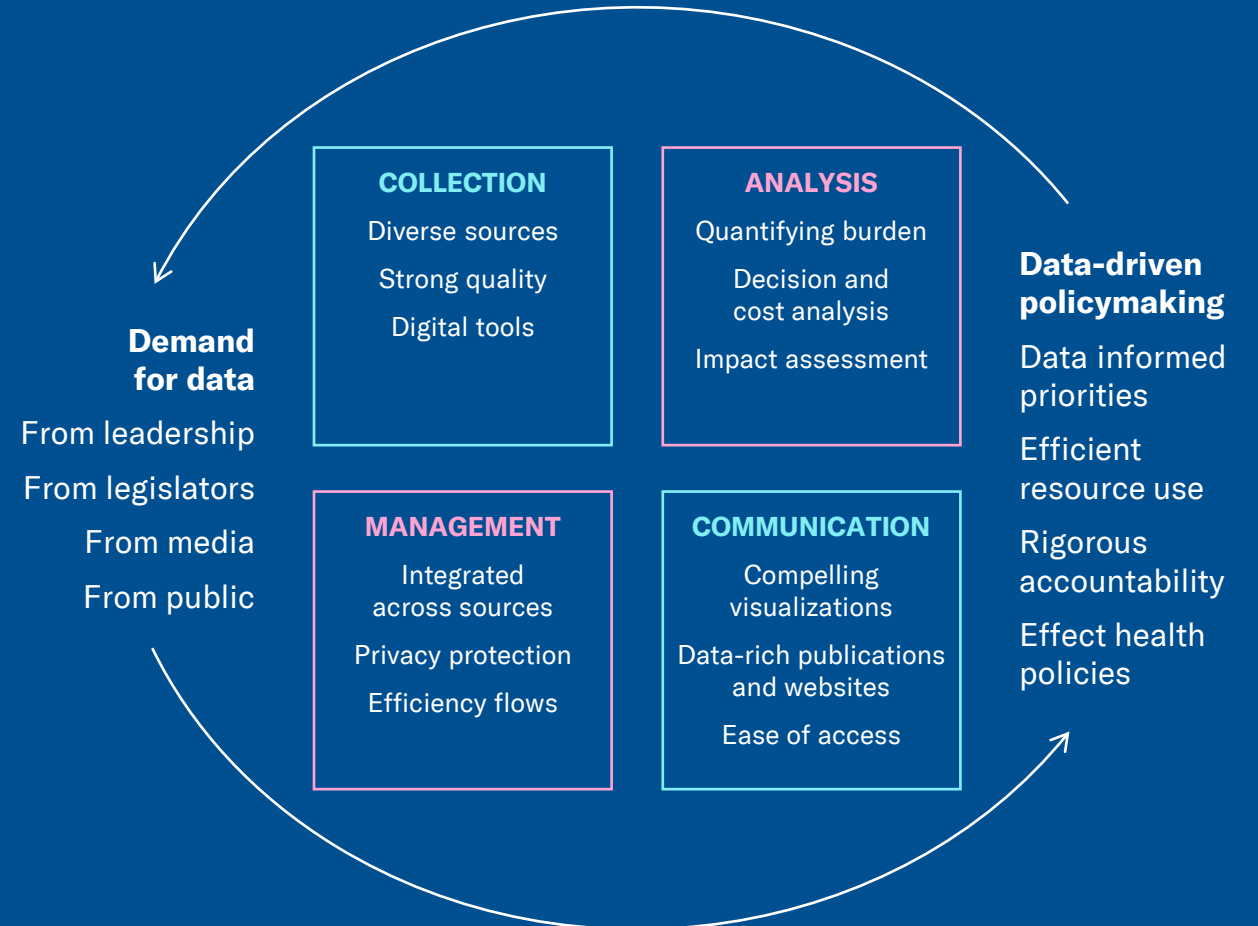 Demand
for data
From leadership
From legislators
From media
From public
COLLECTION
Diverse sources
Strong quality
Digital tools
ANALYSIS
Quantifying burden
Decision and
cost analysis
Impact assessment
MANAGEMENT
Integrated
across sources
Privacy protection
Efficiency flows
COMMUNICATION
Compelling
visualizations
Data-rich publications
and websites
Ease of access
Data-driven
policymaking
Data informed
priorities
Efficient
resource use
Rigorous
accountability
Effect health
policies